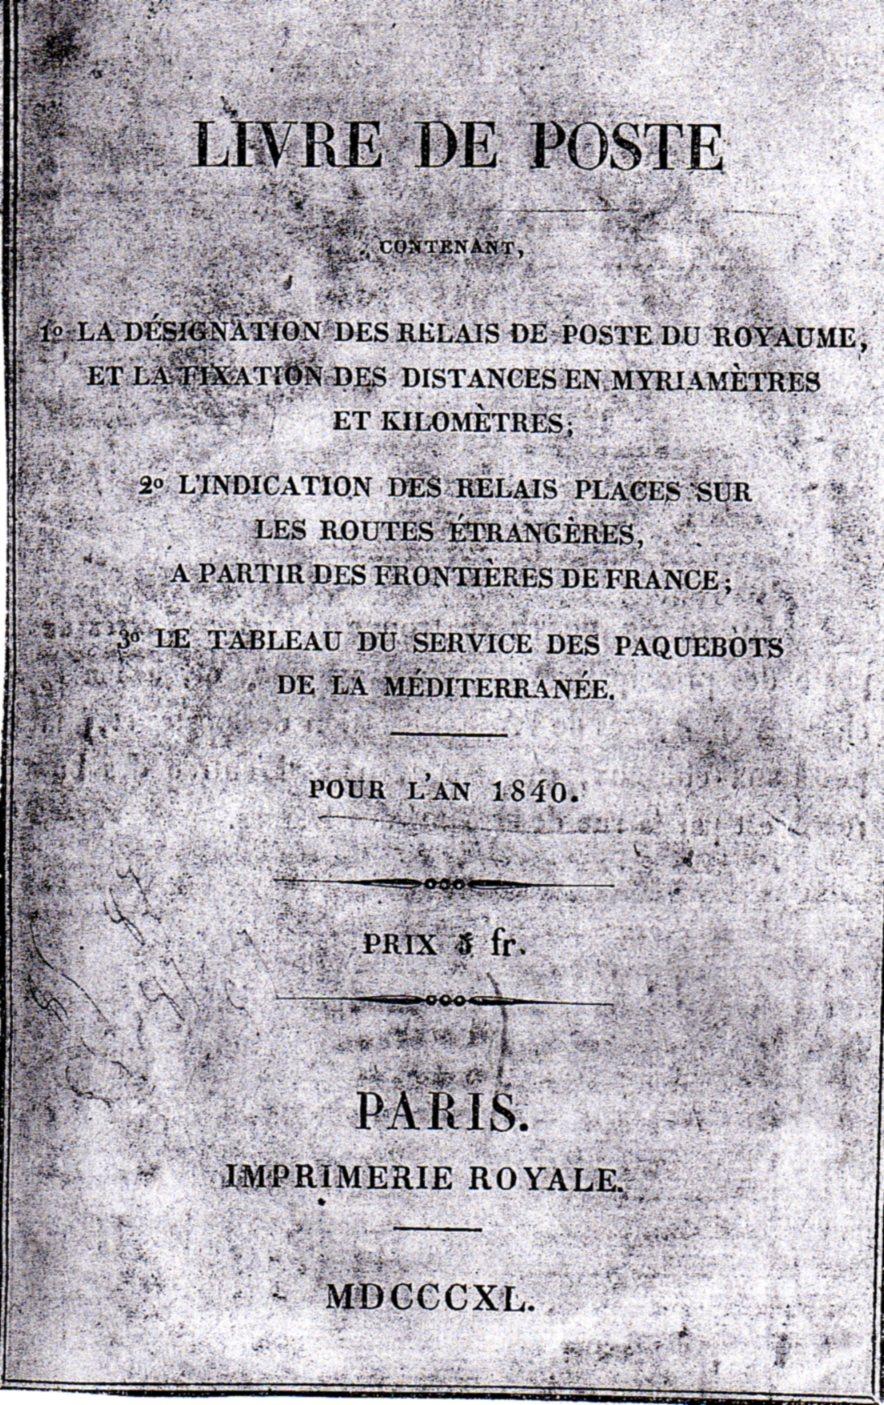 LIVRE DE POSTE
CONTENANT,
1º LA DÉSIGNATION DES RELAIS DE POSTE DU ROYAUME,
ET LA FIXATION DES DISTANCES EN MYRIAMÈTRES
ET KILOMÈTRES;
2º L'INDICATION DES RELAIS PLACES SUR
LES ROUTES ÉTRANGÈRES,
A PARTIR DES FRONTIÈRES DE FRANCE;
3º LE TABLEAU DU SERVICE DES PAQUEBOTS
DE LA MÉDITERRANÉE.
POUR L'AN 1840.
PRIX 5 fr.
PARIS.
IMPRIMERIE ROYALE.
MDCCCXL.